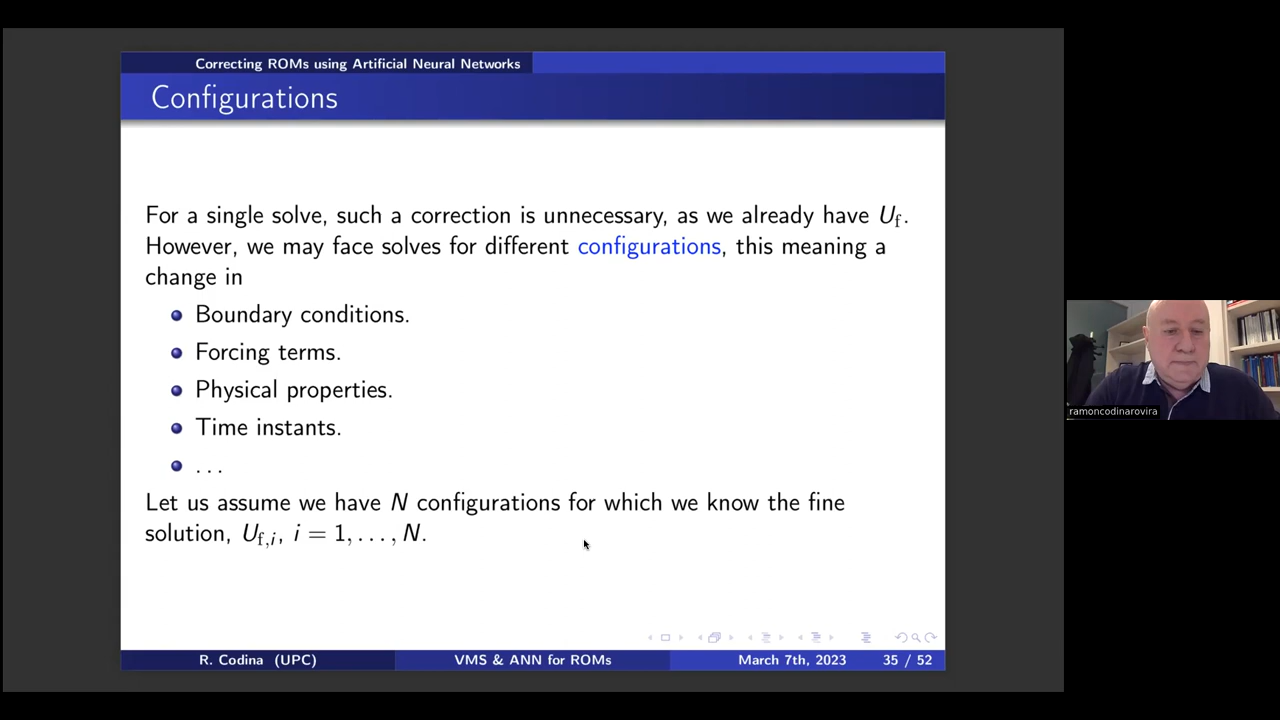 Correcting ROMs using Artificial Neural Networks
Configurations
For a single solve, such a correction is unnecessary, as we already have U_f.
However, we may face solves for different configurations, this meaning a
change in
Boundary conditions.
Forcing terms.
Physical properties.
Time instants.
. . .
Let us assume we have N configurations for which we know the fine
solution, U_{f,i}, i = 1, . . . , N.
R. Codina (UPC) VMS & ANN for ROMs March 7th, 2023 35 / 52
ramoncodinarovira